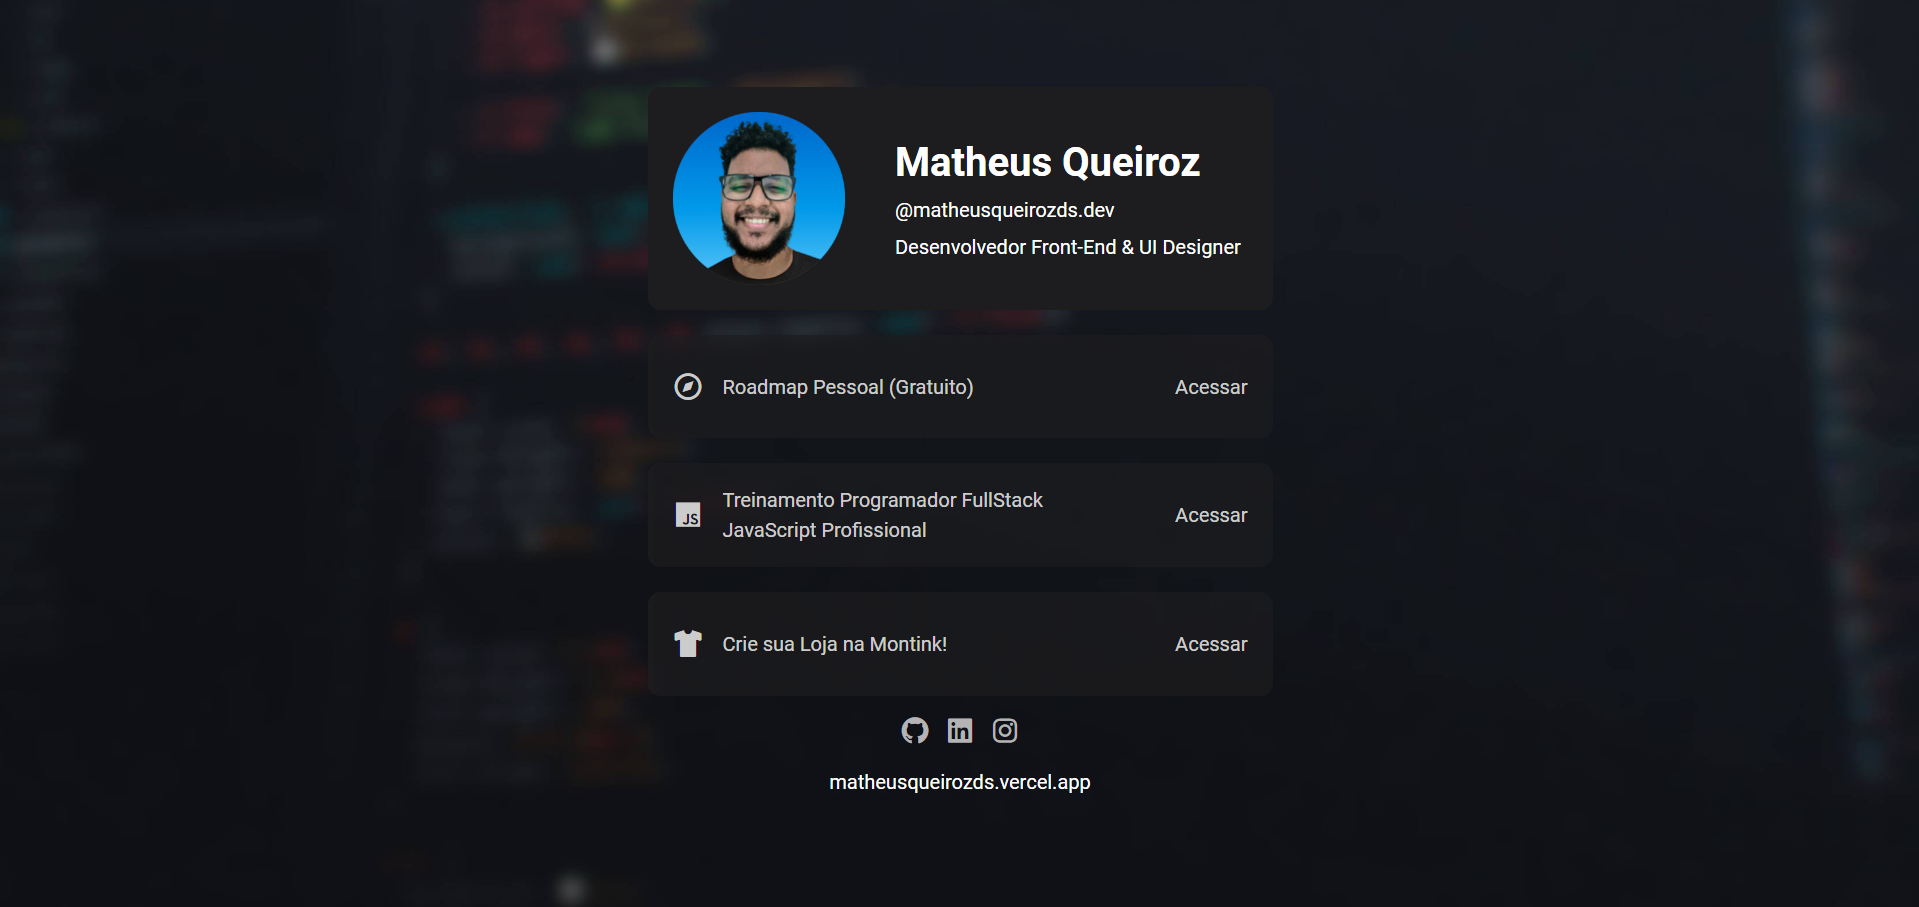 Matheus Queiroz
@matheusqueirozds.dev
Desenvolvedor Front-End & UI Designer
Roadmap Pessoal (Gratuito)
Acessar
Treinamento Programador FullStack
JavaScript Profissional
JS
Acessar
Crie sua Loja na Montink!
Acessar
in
matheusqueirozds.vercel.app